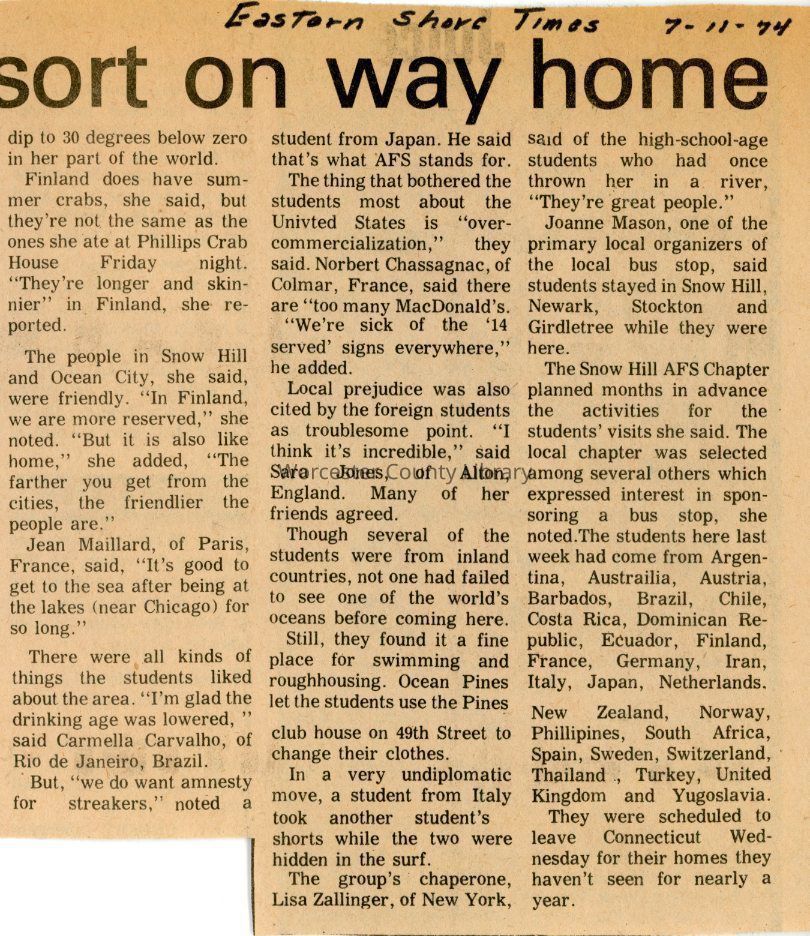 Eastern Shore Times 7-11-74
sort on way home
dip to 30 degrees below zero
in her part of the world.
Finland does have sum-
mer crabs, she said, but
they're not the same as the
ones she ate at Phillips Crab
House Friday night.
"They're longer and skin-
nier" in Finland, she re-
ported.
The people in Snow Hill
and Ocean City, she said,
were friendly. "In Finland,
we are more reserved," she
noted. "But it is also like
home," she added, "The
farther you get from the
cities, the friendlier the
people are."
Jean Maillard, of Paris,
France, said, "It's good to
get to the sea after being at
the lakes (near Chicago) for
so long."
There were all kinds of
things the students liked
about the area. "I'm glad the
drinking age was lowered, "
said Carmella Carvalho, of
Rio de Janeiro, Brazil.
But, "we do want amnesty
for streakers," noted a
student from Japan. He said
that's what AFS stands for.
The thing that bothered the
students most about the
Univted States is "over-
commercialization," they
said. Norbert Chassagnac, of
Colmar, France, said there
are "too many MacDonald's.
"We're sick of the '14
served' signs everywhere,"
he added.
Local prejudice was also
cited by the foreign students
as troublesome point. "I
think it's incredible," said
Sara Jones, of Alton,
England. Many of her
friends agreed.
Though several of the
students were from inland
countries, not one had failed
to see one of the world's
oceans before coming here.
Still, they found it a fine
place for swimming and
roughhousing. Ocean Pines
let the students use the Pines
club house on 49th Street to
change their clothes.
In a very undiplomatic
move, a student from Italy
took another student's
shorts while the two were
hidden in the surf.
The group's chaperone,
Lisa Zallinger, of New York,
said of the high-school-age
students who had once
thrown her in a river,
"They're great people."
Joanne Mason, one of the
primary local organizers of
the local bus stop, said
students stayed in Snow Hill,
Newark, Stockton and
Girdletree while they were
here.
The Snow Hill AFS Chapter
planned months in advance
the activities for the
students' visits she said. The
local chapter was selected
among several others which
expressed interest in spon-
soring a bus stop, she
noted.The students here last
week had come from Argen-
tina, Austrailia, Austria,
Barbados, Brazil, Chile,
Costa Rica, Dominican Re-
public, Ecuador, Finland,
France, Germany, Iran,
Italy, Japan, Netherlands.
New Zealand, Norway,
Phillipines, South Africa,
Spain, Sweden, Switzerland,
Thailand , Turkey, United
Kingdom and Yugoslavia.
They were scheduled to
leave Connecticut Wed-
nesday for their homes they
haven't seen for nearly a
year.
Worcester County Library